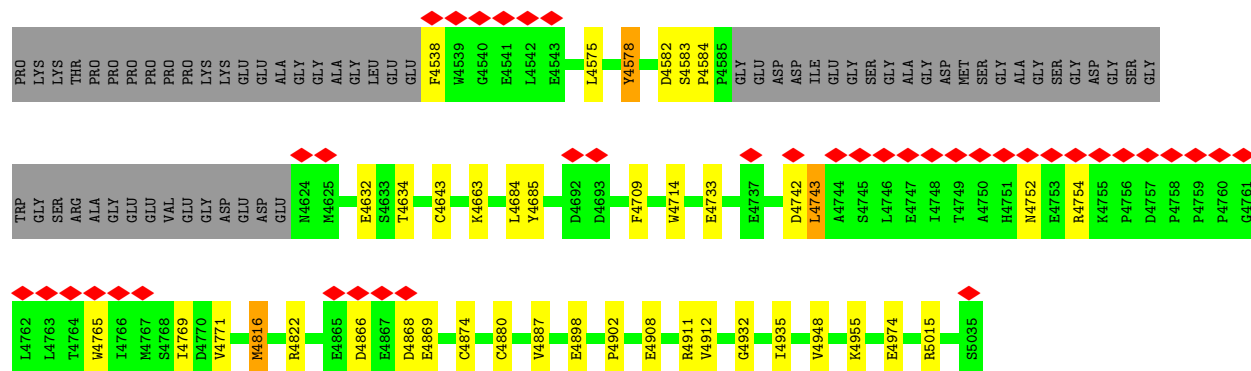 PRO LYS LYS THR PRO PRO PRO PRO PRO PRO LYS LYS GLU GLU ALA GLY GLY ALA GLY LEU GLU GLU F4538 W4539 G4540 E4541 L4542 E4543 L4575 Y4578 D4582 S4583 P4584 P4585 GLY GLU ASP ASP ILE GLU GLY SER GLY ALA GLY ASP MET SER GLY ALA GLY SER GLY ASP GLY SER GLY
TRP GLY SER ARG ALA GLY GLU GLU VAL GLU GLY ASP GLU ASP GLU N4624 M4625 E4632 S4633 T4634 C4643 K4663 L4684 Y4685 D4692 D4693 F4709 W4714 E4733 E4737 D4742 L4743 A4744 S4745 L4746 E4747 I4748 T4749 A4750 H4751 N4752 E4753 R4754 K4755 P4756 D4757 P4758 P4759 P4760 G4761
L4762 L4763 T4764 W4765 I4766 M4767 S4768 I4769 D4770 V4771 M4816 R4822 E4865 D4866 E4867 D4868 E4869 C4874 C4880 V4887 E4898 P4902 E4908 R4911 V4912 G4932 I4935 V4948 K4955 E4974 R5015 S5035